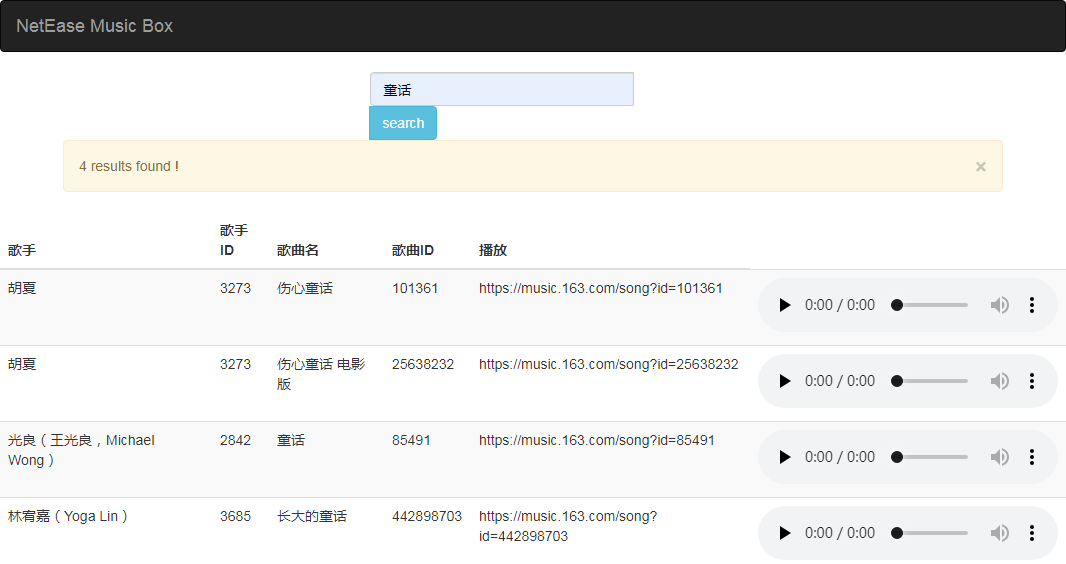 NetEase Music Box
童话
search
4 results found !
×
歌手
歌手
ID
歌曲名
歌曲ID
播放
胡夏
3273
伤心童话
101361
https://music.163.com/song?id=101361
0:00 / 0:00
胡夏
3273
伤心童话 电影
版
25638232
https://music.163.com/song?id=25638232
0:00 / 0:00
光良（王光良，Michael
Wong）
2842
童话
85491
https://music.163.com/song?id=85491
0:00 / 0:00
林宥嘉（Yoga Lin）
3685
长大的童话
442898703
https://music.163.com/song?
id=442898703
0:00 / 0:00